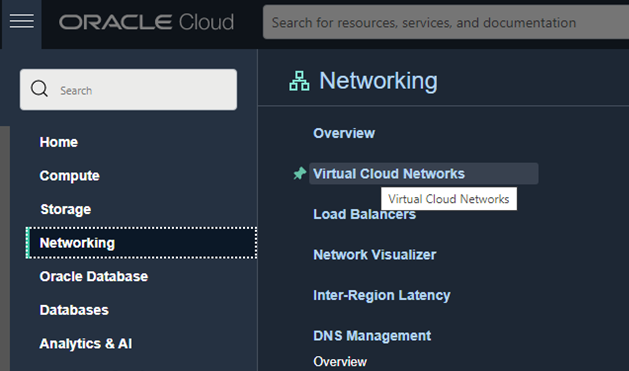 ORACLE Cloud
Search for resources, services, and documentation
Search
Home
Compute
Storage
Networking
Oracle Database
Databases
Analytics & AI
Networking
Overview
Virtual Cloud Networks
Virtual Cloud Networks
Load Balancers
Network Visualizer
Inter-Region Latency
DNS Management
Overview